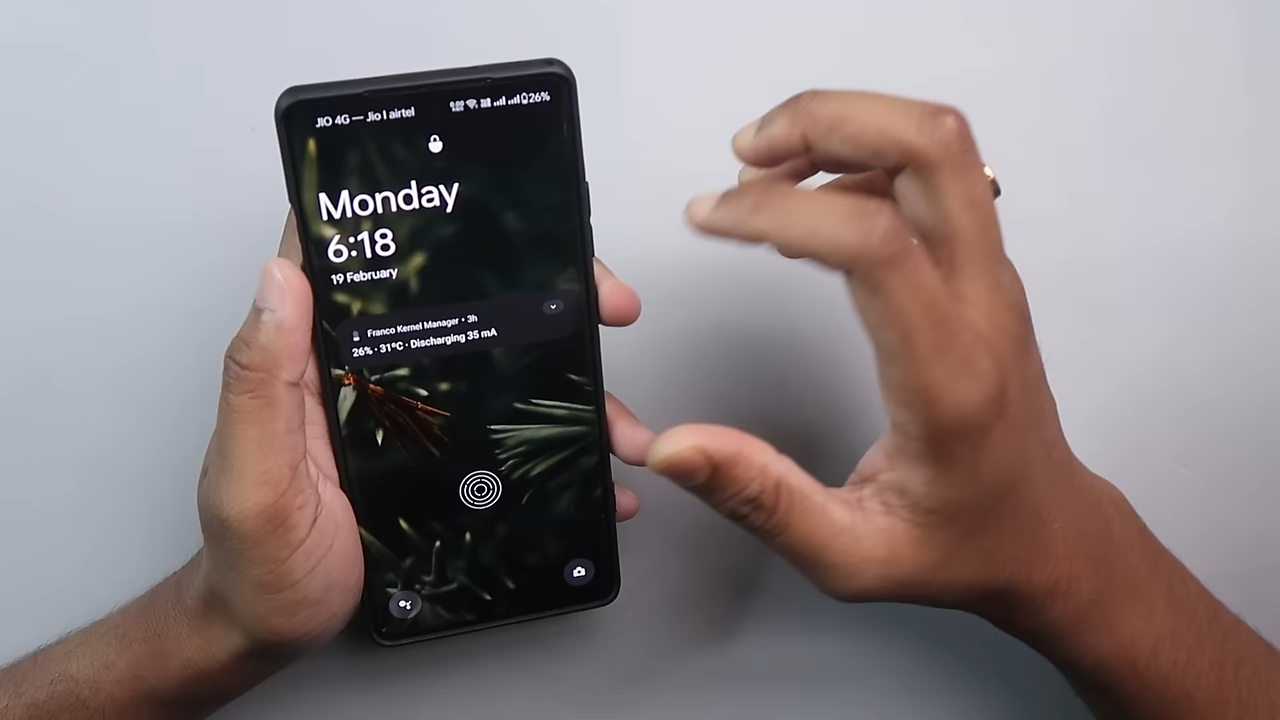 JIO 4G — Jio | airtel 26%
Monday
6:18
19 February
Franco Kernel Manager • 3h
26% · 31°C · Discharging 35 mA